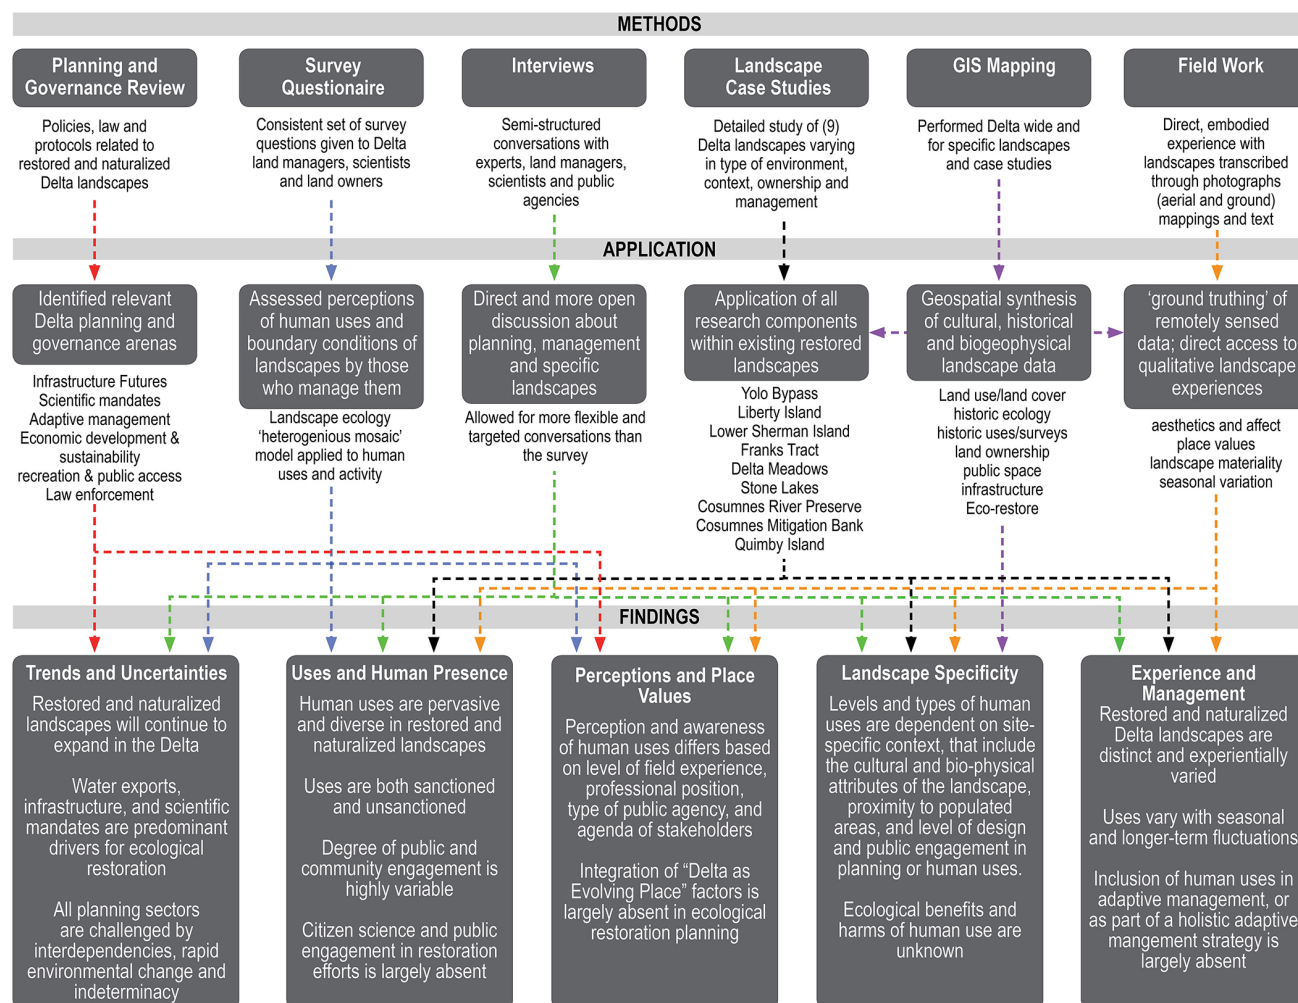 METHODS
Planning and
Governance Review
Policies, law and
protocols related to
restored and naturalized
Delta landscapes
Survey
Questionaire
Consistent set of survey
questions given to Delta
land managers, scientists
and land owners
Interviews
Semi-structured
conversations with
experts, land managers,
scientists and public
agencies
Landscape
Case Studies
Detailed study of (9)
Delta landscapes varying
in type of environment,
context, ownership and
management
GIS Mapping
Performed Delta wide and
for specific landscapes
and case studies
Field Work
Direct, embodied
experience with
landscapes transcribed
through photographs
(aerial and ground)
mappings and text
APPLICATION
Identified relevant
Delta planning and
governance arenas
Infrastructure Futures
Scientific mandates
Adaptive management
Economic development &
sustainability
recreation & public access
Law enforcement
Assessed perceptions
of human uses and
boundary conditions of
landscapes by those
who manage them
Landscape ecology
‘heterogenious mosaic’
model applied to human
uses and activity
Direct and more open
discussion about
planning, management
and specific
landscapes
Allowed for more flexible and
targeted conversations than
the survey
Application of all
research components
within existing restored
landscapes
Yolo Bypass
Liberty Island
Lower Sherman Island
Franks Tract
Delta Meadows
Stone Lakes
Cosumnes River Preserve
Cosumnes Mitigation Bank
Quimby Island
Geospatial synthesis
of cultural, historical
and biogeophysical
landscape data
Land use/land cover
historic ecology
historic uses/surveys
land ownership
public space
infrastructure
Eco-restore
‘ground truthing’ of
remotely sensed
data; direct access to
qualitative landscape
experiences
aesthetics and affect
place values
landscape materiality
seasonal variation
FINDINGS
Trends and Uncertainties
Restored and naturalized
landscapes will continue to
expand in the Delta
Water exports,
infrastructure, and scientific
mandates are predominant
drivers for ecological
restoration
All planning sectors
are challenged by
interdependencies, rapid
environmental change and
indeterminacy
Uses and Human Presence
Human uses are pervasive
and diverse in restored and
naturalized landscapes
Uses are both sanctioned
and unsanctioned
Degree of public and
community engagement is
highly variable
Citizen science and public
engagement in restoration
efforts is largely absent
Perceptions and Place
Values
Perception and awareness
of human uses differs based
on level of field experience,
professional position,
type of public agency, and
agenda of stakeholders
Integration of “Delta as
Evolving Place” factors is
largely absent in ecological
restoration planning
Landscape Specificity
Levels and types of human
uses are dependent on site-
specific context, that include
the cultural and bio-physical
attributes of the landscape,
proximity to populated
areas, and level of design
and public engagement in
planning or human uses.
Ecological benefits and
harms of human use are
unknown
Experience and
Management
Restored and naturalized
Delta landscapes are
distinct and experientially
varied
Uses vary with seasonal
and longer-term fluctuations
Inclusion of human uses in
adaptive management, or
as part of a holistic adaptive
mangement strategy is
largely absent